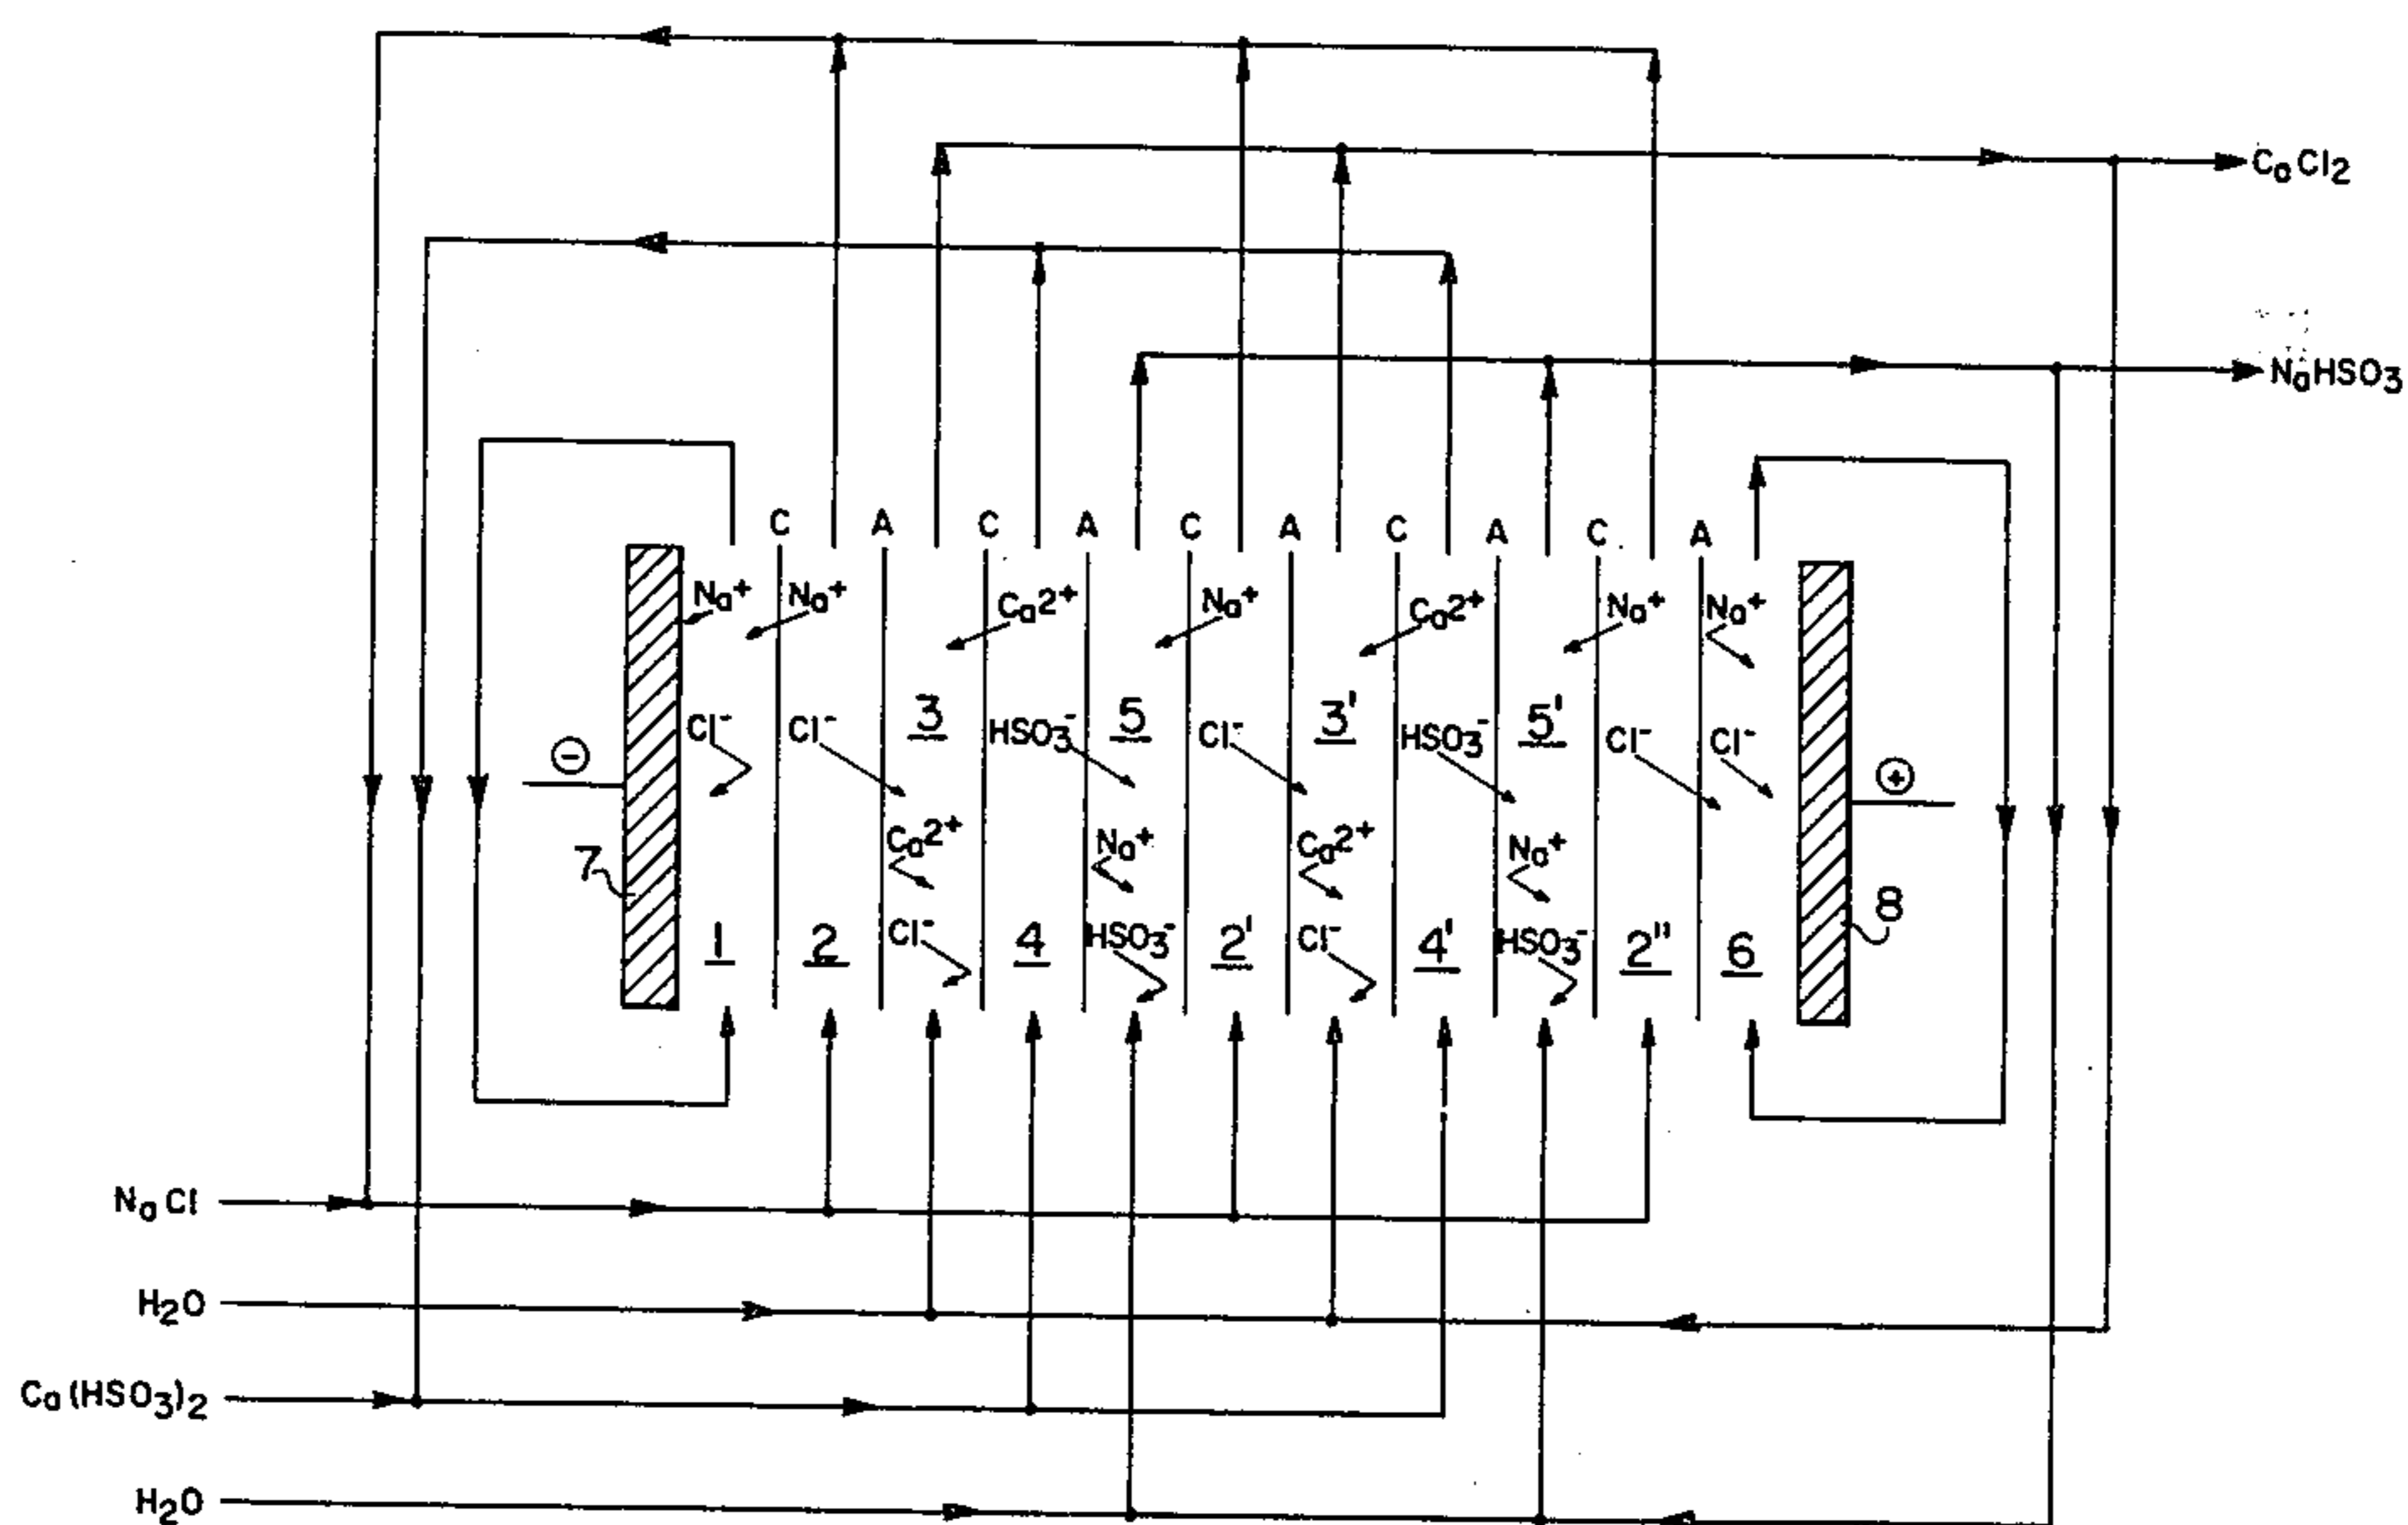 CaCl2
NaHSO3
C A C A C A C A C A
Na+ Na+ Ca2+ Na+ Ca2+ Na+ Na+
3 5 3' 5'
Cl- Cl- HSO3- Cl- HSO3- Cl- Cl-
⊖ ⊕
Ca2+ Na+ Ca2+ Na+
7 8
Cl- HSO3- Cl- HSO3-
1 2 4 2' 4' 2" 6
NaCl
H2O
Ca(HSO3)2
H2O